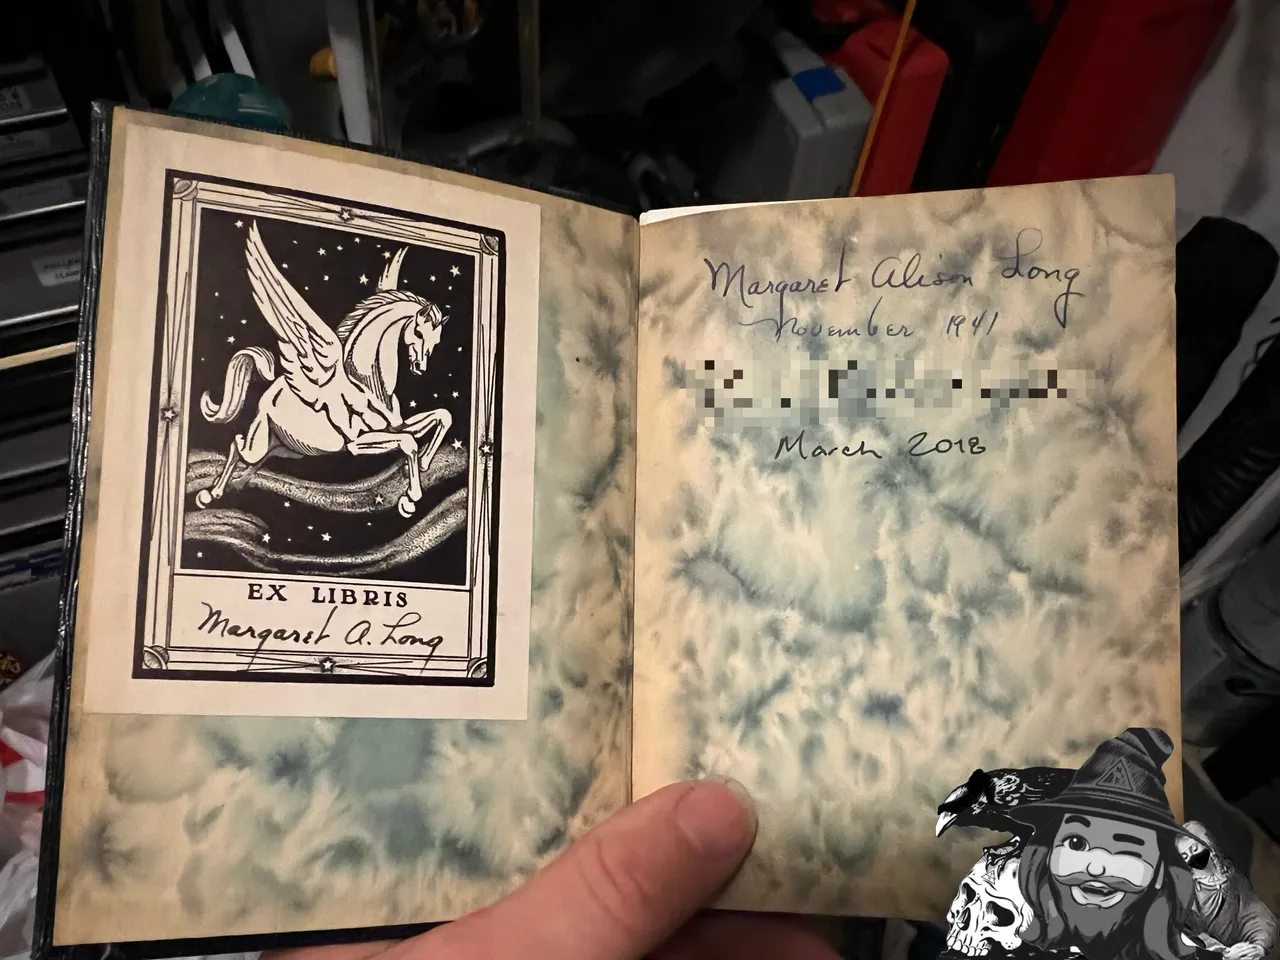 EX LIBRIS
Margaret A. Long
Margaret Alison Long
November 1941
March 2018